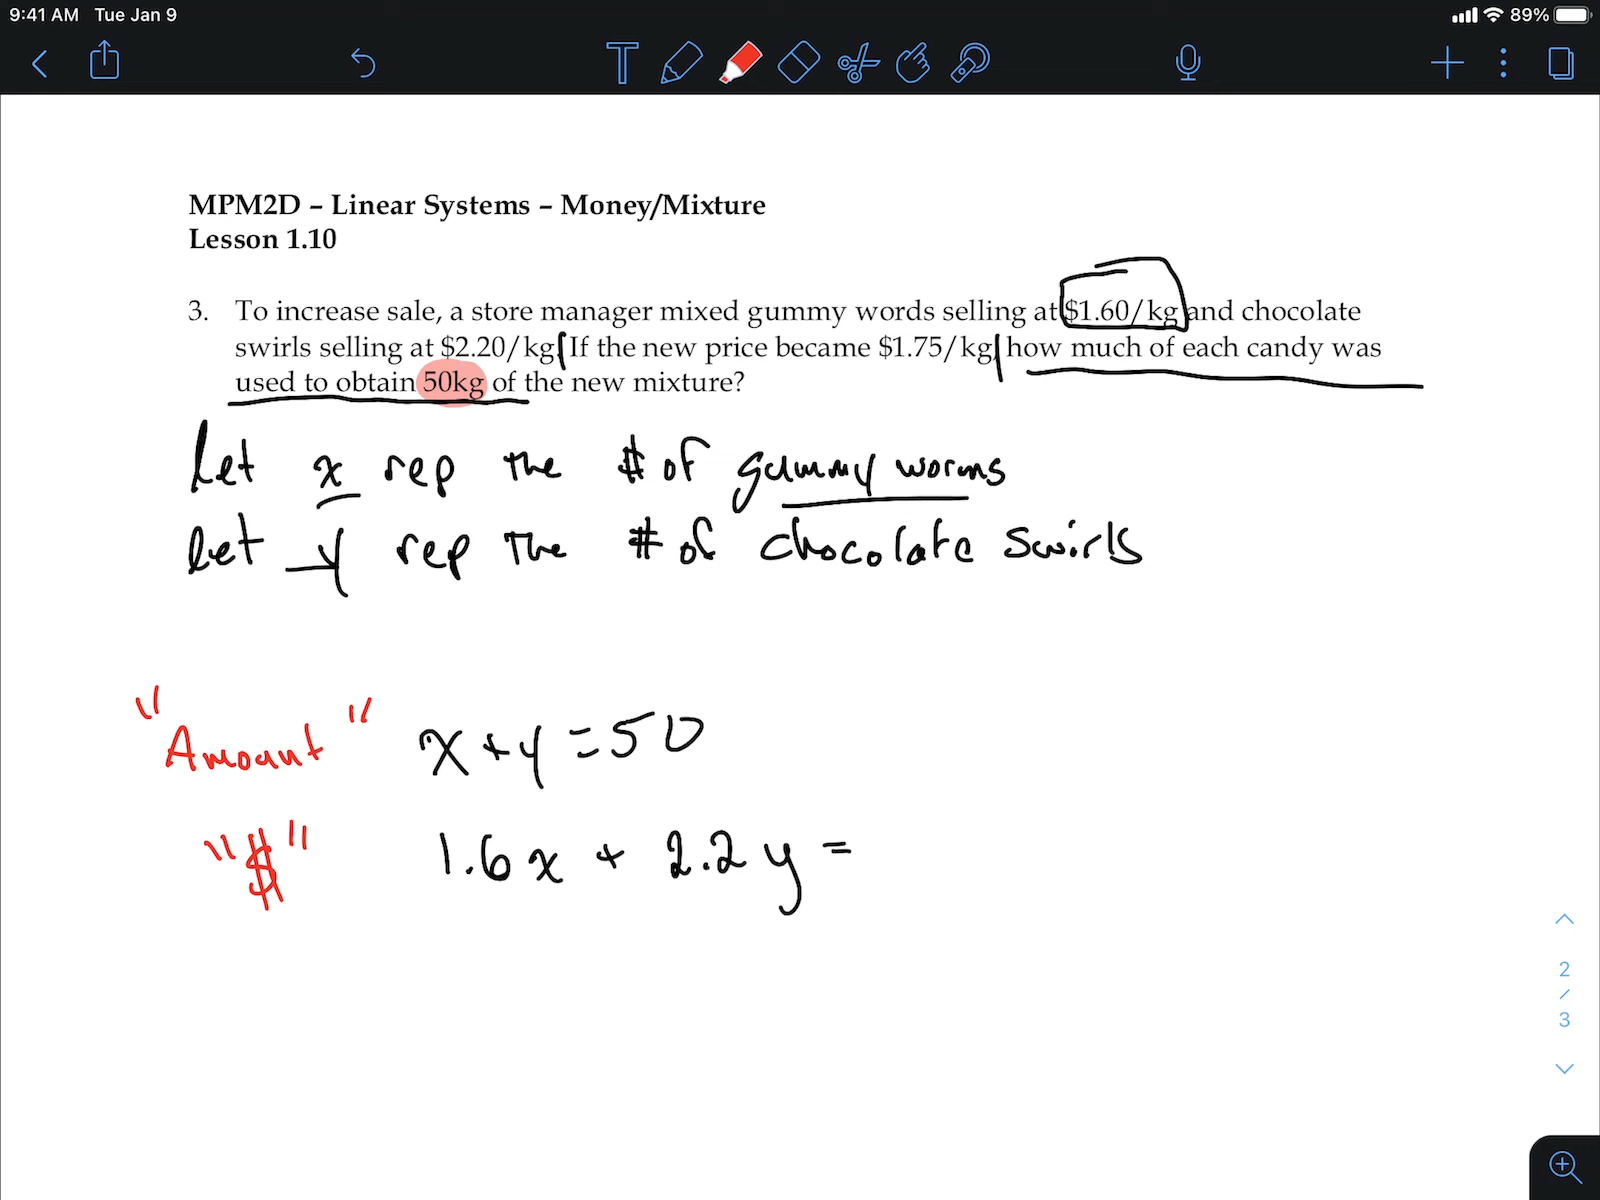 9:41 AM Tue Jan 9 89%
MPM2D – Linear Systems – Money/Mixture
Lesson 1.10
3. To increase sale, a store manager mixed gummy words selling at $1.60/kg and chocolate
swirls selling at $2.20/kg. If the new price became $1.75/kg, how much of each candy was
used to obtain 50kg of the new mixture?
Let x rep the # of gummy worms
let y rep the # of chocolate swirls
"Amount" x + y = 50
"$" 1.6x + 2.2y =
2
/
3